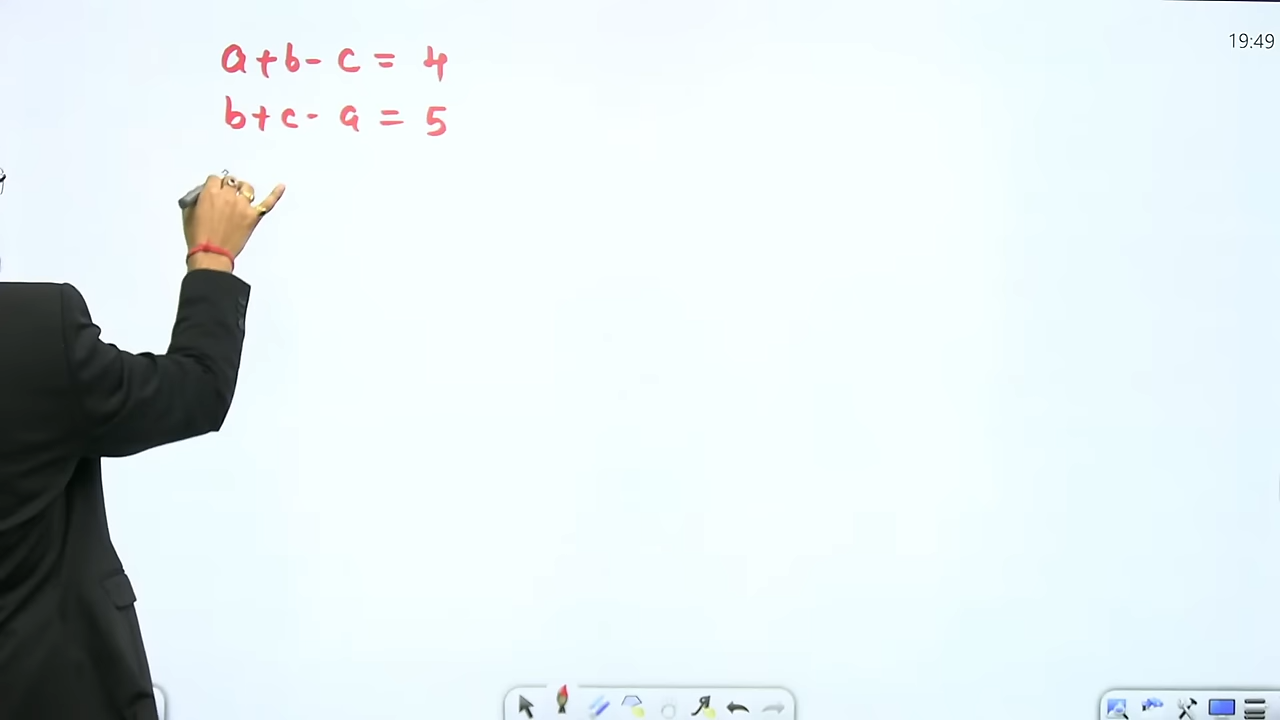 19:49
a+b- c = 4
b+c- a = 5